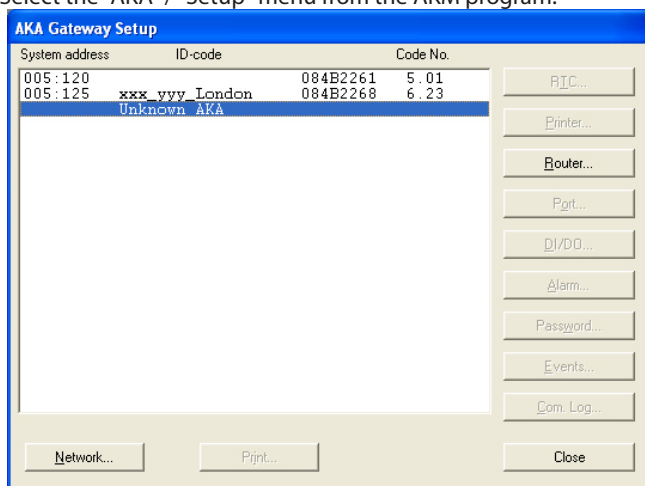 Select the "AKA"/ "Setup" menu from the AKM program.
AKA Gateway Setup
System address ID-code Code No.
005:120 084B2261 5.01
005:125 xxx_yyy_London 084B2268 6.23
Unknown AKA
RTC...
Printer...
Router...
Port...
DI/DO...
Alarm...
Password...
Events...
Com. Log...
Network... Print... Close